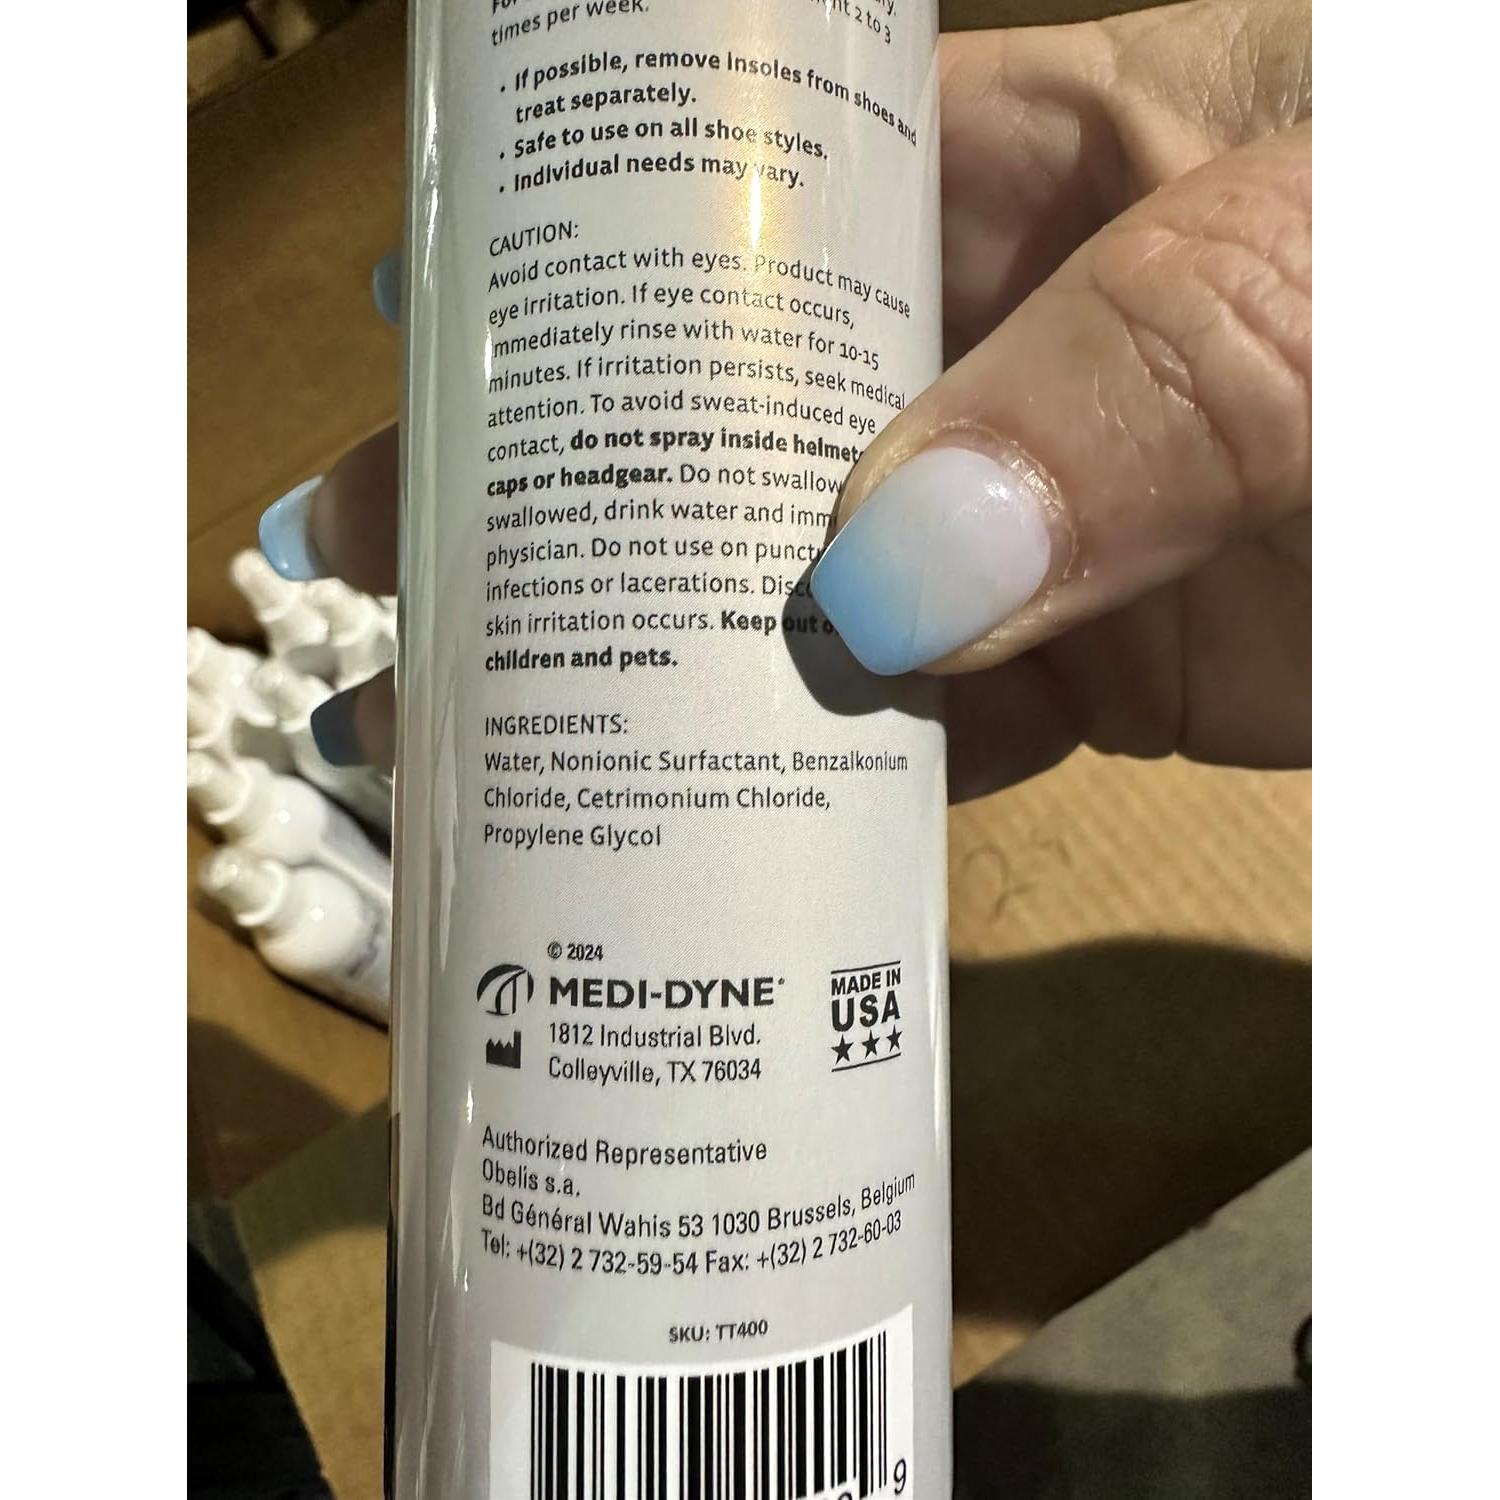 times per week.
2 to 3
• If possible, remove Insoles from shoes and
treat separately.
• Safe to use on all shoe styles.
• Individual needs may vary.
CAUTION:
Avoid contact with eyes. Product may cause
eye irritation. If eye contact occurs,
immediately rinse with water for 10-15
minutes. If irritation persists, seek medical
attention. To avoid sweat-induced eye
contact, do not spray inside helmet
caps or headgear. Do not swallow
swallowed, drink water and
physician. Do not use on
infections or lacerations.
skin irritation occurs. Keep out
children and pets.
INGREDIENTS:
Water, Nonionic Surfactant, Benzalkonium
Chloride, Cetrimonium Chloride,
Propylene Glycol
© 2024
MEDI-DYNE®
1812 Industrial Blvd.
Colleyville, TX 76034
MADE IN
USA
Authorized Representative
Obelis s.a.
Bd Général Wahis 53 1030 Brussels, Belgium
Tel: +(32) 2 732-59-54 Fax: +(32) 2 732-60-03
SKU: TT400
9